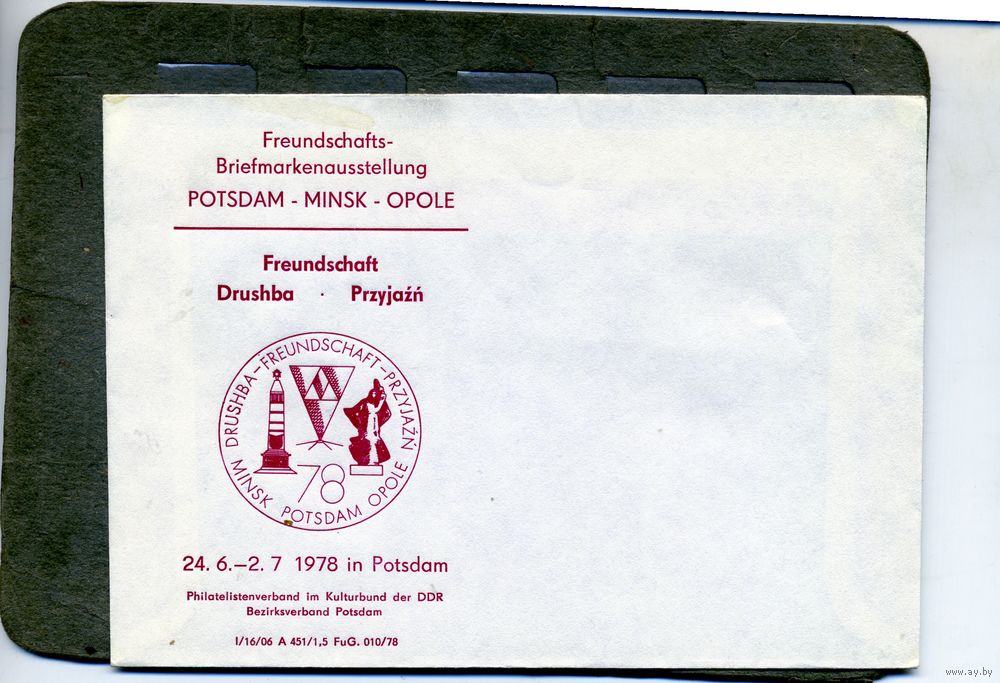 Freundschafts-
Briefmarkenausstellung
POTSDAM - MINSK - OPOLE
Freundschaft
Drushba · Przyjaźń
DRUSHBA–FREUNDSCHAFT–PRZYJAŹŃ
78
MINSK POTSDAM OPOLE
24. 6.–2. 7 1978 in Potsdam
Philatelistenverband im Kulturbund der DDR
Bezirksverband Potsdam
I/16/06 A 451/1,5 FuG. 010/78
www.ay.by